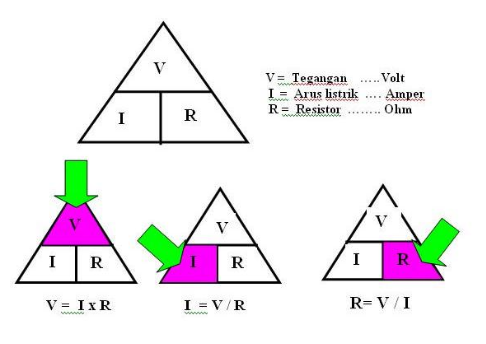 V
I R
V = Tegangan .....Volt
I = Arus listrik .... Amper
R = Resistor ........ Ohm
V
I R
V = I x R
V
I R
I = V / R
V
I R
R= V / I